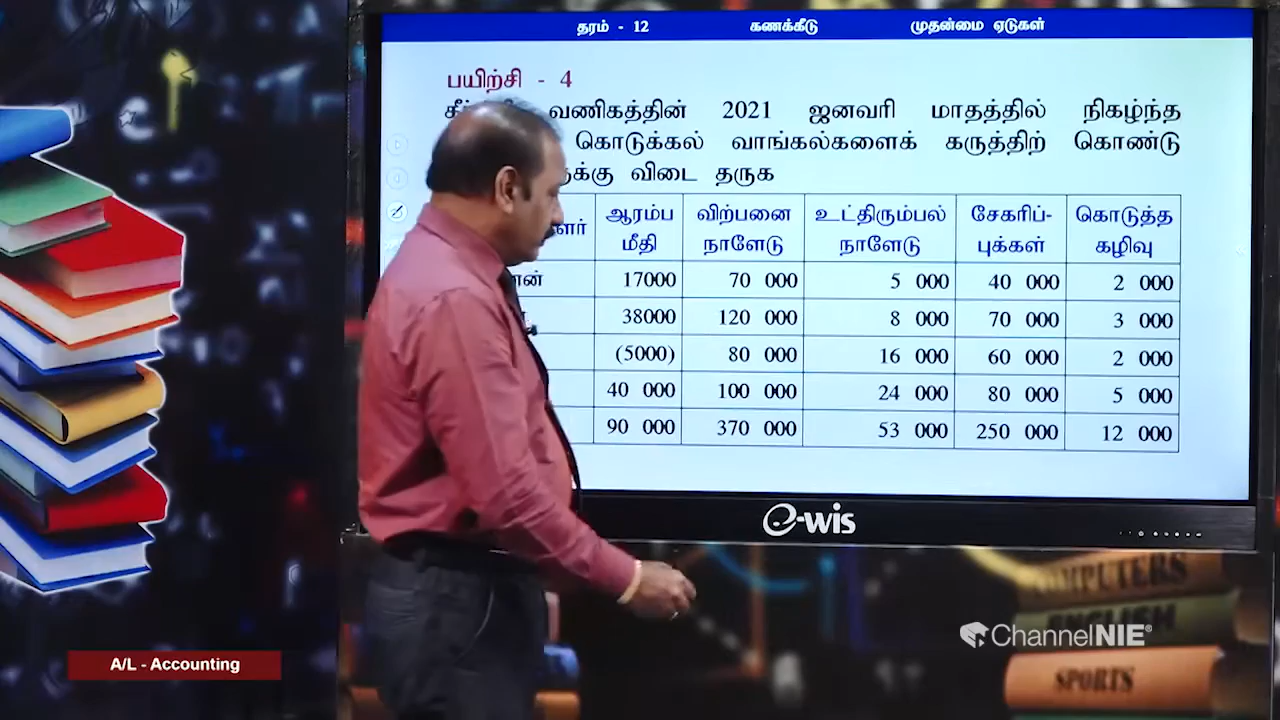 தரம் - 12 கணக்கீடு முதன்மை ஏடுகள்
பயிற்சி - 4
வணிகத்தின் 2021 ஜனவரி மாதத்தில் நிகழ்ந்த
கொடுக்கல் வாங்கல்களைக் கருத்திற் கொண்டு
விடை தருக
ஆரம்ப மீதி விற்பனை நாளேடு உட்திரும்பல் நாளேடு சேகரிப்-புக்கள் கொடுத்த கழிவு
17000 70 000 5 000 40 000 2 000
38000 120 000 8 000 70 000 3 000
(5000) 80 000 16 000 60 000 2 000
40 000 100 000 24 000 80 000 5 000
90 000 370 000 53 000 250 000 12 000
e-wis
COMPUTERS
ENGLISH
ChannelNIE®
SPORTS
A/L - Accounting